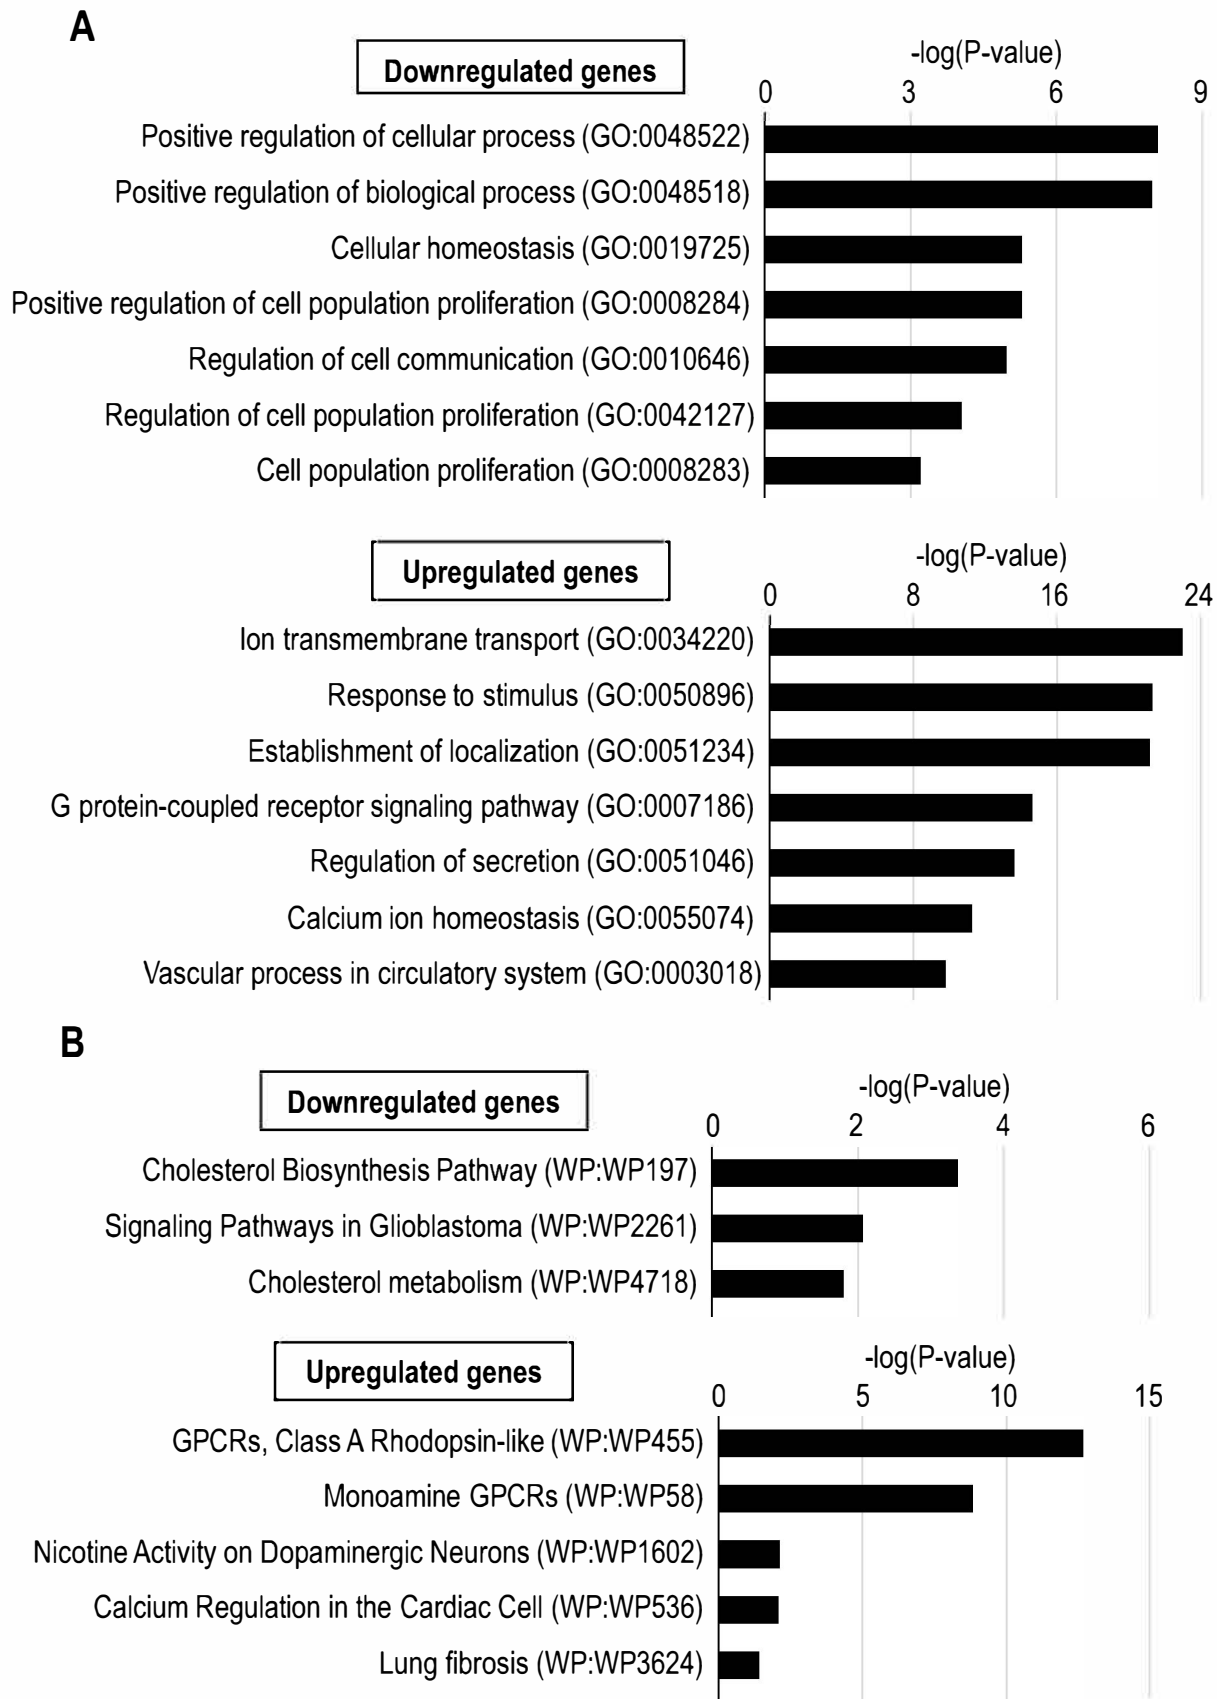 A
Downregulated genes
-log(P-value)
0 3 6 9
Positive regulation of cellular process (GO:0048522)
Positive regulation of biological process (GO:0048518)
Cellular homeostasis (GO:0019725)
Positive regulation of cell population proliferation (GO:0008284)
Regulation of cell communication (GO:0010646)
Regulation of cell population proliferation (GO:0042127)
Cell population proliferation (GO:0008283)
Upregulated genes
-log(P-value)
0 8 16 24
Ion transmembrane transport (GO:0034220)
Response to stimulus (GO:0050896)
Establishment of localization (GO:0051234)
G protein-coupled receptor signaling pathway (GO:0007186)
Regulation of secretion (GO:0051046)
Calcium ion homeostasis (GO:0055074)
Vascular process in circulatory system (GO:0003018)
B
Downregulated genes
-log(P-value)
0 2 4 6
Cholesterol Biosynthesis Pathway (WP:WP197)
Signaling Pathways in Glioblastoma (WP:WP2261)
Cholesterol metabolism (WP:WP4718)
Upregulated genes
-log(P-value)
0 5 10 15
GPCRs, Class A Rhodopsin-like (WP:WP455)
Monoamine GPCRs (WP:WP58)
Nicotine Activity on Dopaminergic Neurons (WP:WP1602)
Calcium Regulation in the Cardiac Cell (WP:WP536)
Lung fibrosis (WP:WP3624)